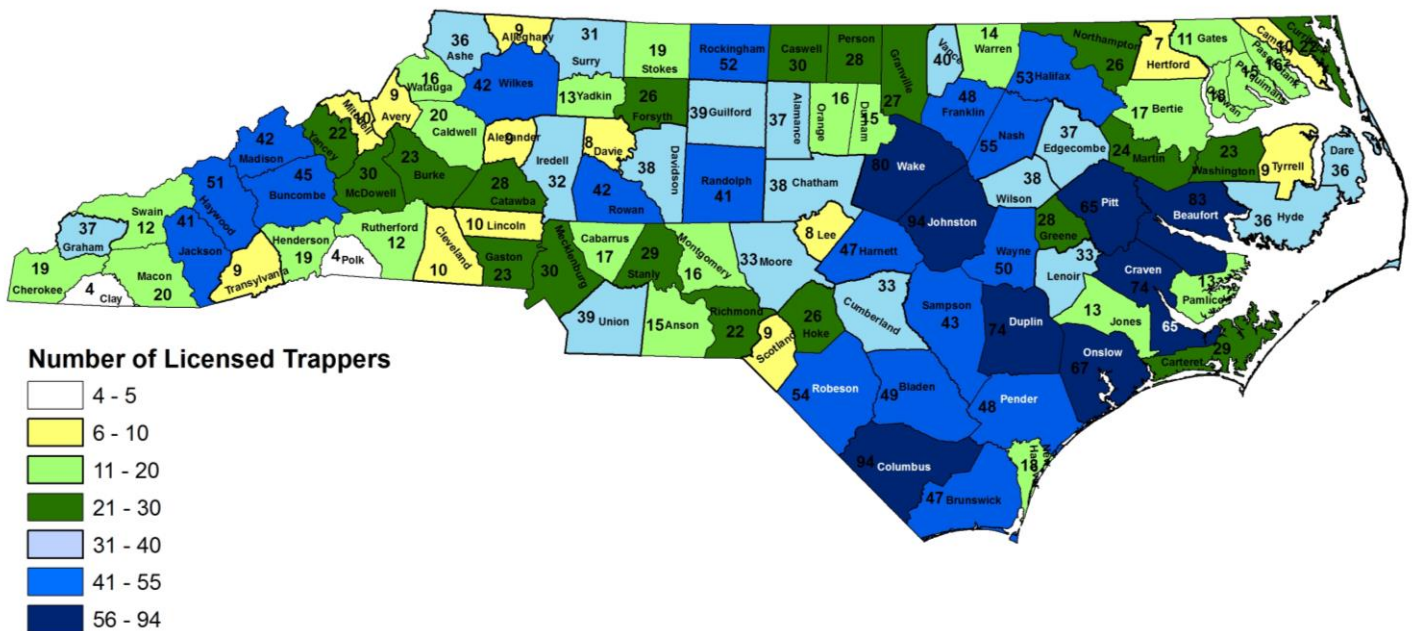 36
Ashe
9
Alleghany
31
Surry
19
Stokes
Rockingham
52
Caswell
30
Person
28
Granville
27
Vance
40
14
Warren
Northampton
26
7
Hertford
11 Gates
Camden
10
Currituck
22
Pasquotank
Perquimans
Chowan
16
Watauga
42 Wilkes
13 Yadkin
26
Forsyth
39 Guilford
Alamance
37
16
Orange
Durham
15
48
Franklin
53 Halifax
17 Bertie
Mitchell
9
Avery
20
Caldwell
Alexander
9
8
Davie
Iredell
32
Davidson
38
Randolph
41
38 Chatham
80 Wake
Nash
55
37
Edgecombe
24
Martin
23
Washington
9 Tyrrell
Dare
36
42
Madison
22
Yancey
45
Buncombe
30
McDowell
23
Burke
28
Catawba
42
Rowan
94 Johnston
38
Wilson
65 Pitt
83
Beaufort
36 Hyde
51
Haywood
Swain
12
41
Jackson
37
Graham
19
Cherokee
4
Clay
Macon
20
9
Transylvania
Henderson
19
4 Polk
Rutherford
12
Cleveland
10
10 Lincoln
Gaston
23
Mecklenburg
30
Cabarrus
17
29
Stanly
Montgomery
16
33 Moore
8 Lee
47 Harnett
Wayne
50
28
Greene
33
Lenoir
Craven
74
13
Pamlico
39 Union
15 Anson
Richmond
22
9
Scotland
26
Hoke
33
Cumberland
Sampson
43
74 Duplin
13
Jones
65
Onslow
67
Carteret
29
Robeson
54
Bladen
49
Pender
48
94 Columbus
47 Brunswick
18
New
Hanover
Number of Licensed Trappers
4 - 5
6 - 10
11 - 20
21 - 30
31 - 40
41 - 55
56 - 94